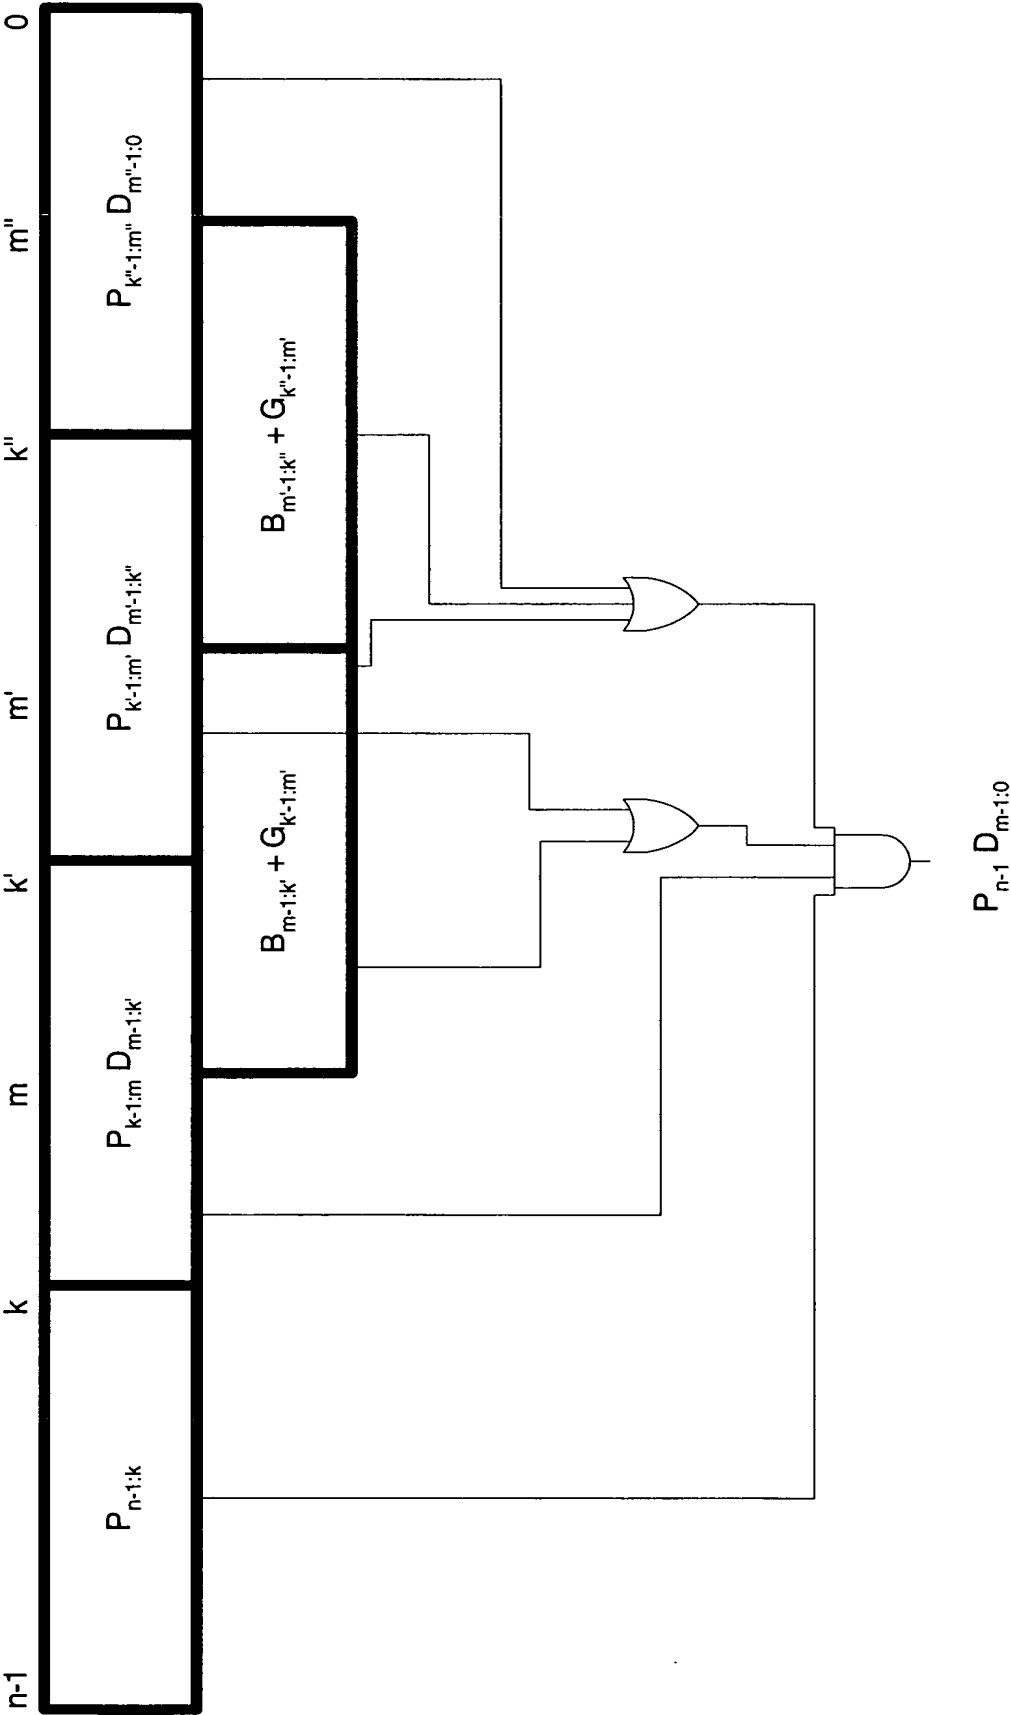 n-1 k m k' m' k'' m'' 0
P_{n-1:k} P_{k-1:m} D_{m-1:k'} P_{k'-1:m'} D_{m'-1:k''} P_{k''-1:m''} D_{m''-1:0}
B_{m-1:k'} + G_{k'-1:m'} B_{m'-1:k''} + G_{k''-1:m'}
P_{n-1} D_{m-1:0}